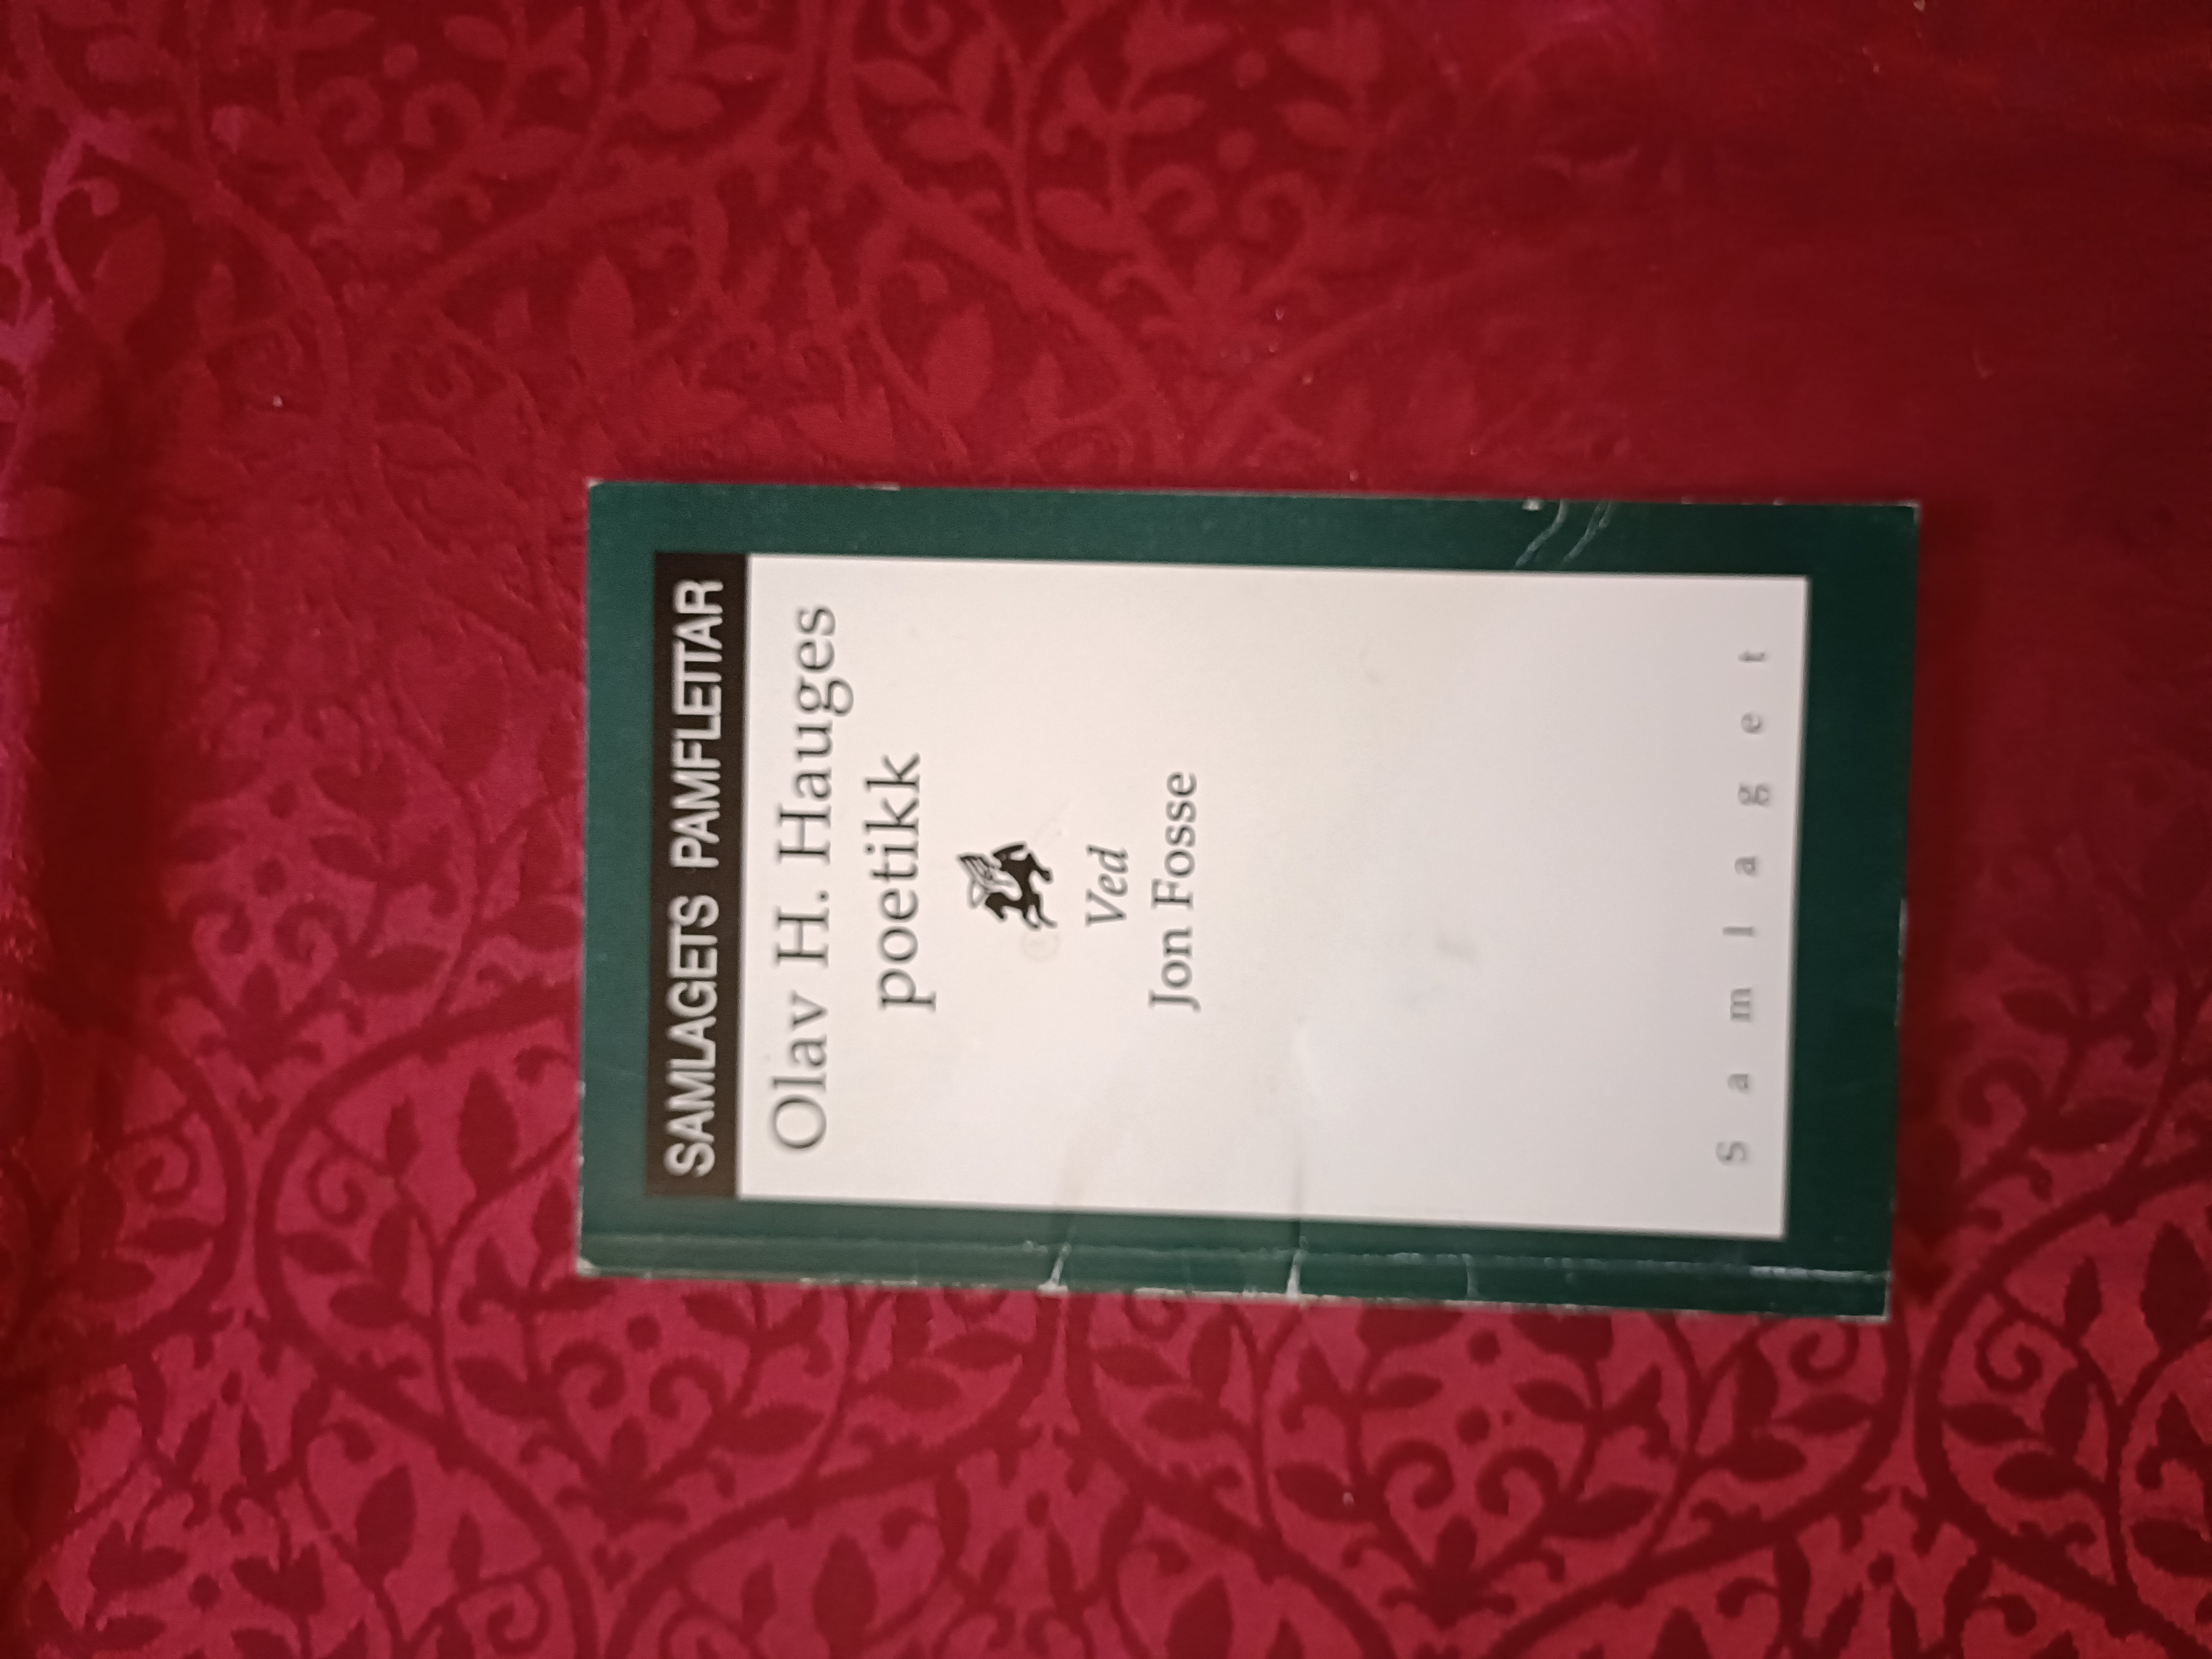 SAMLAGETS PAMFLETTAR
Olav H. Hauges
poetikk
Ved
Jon Fosse
Samlaget